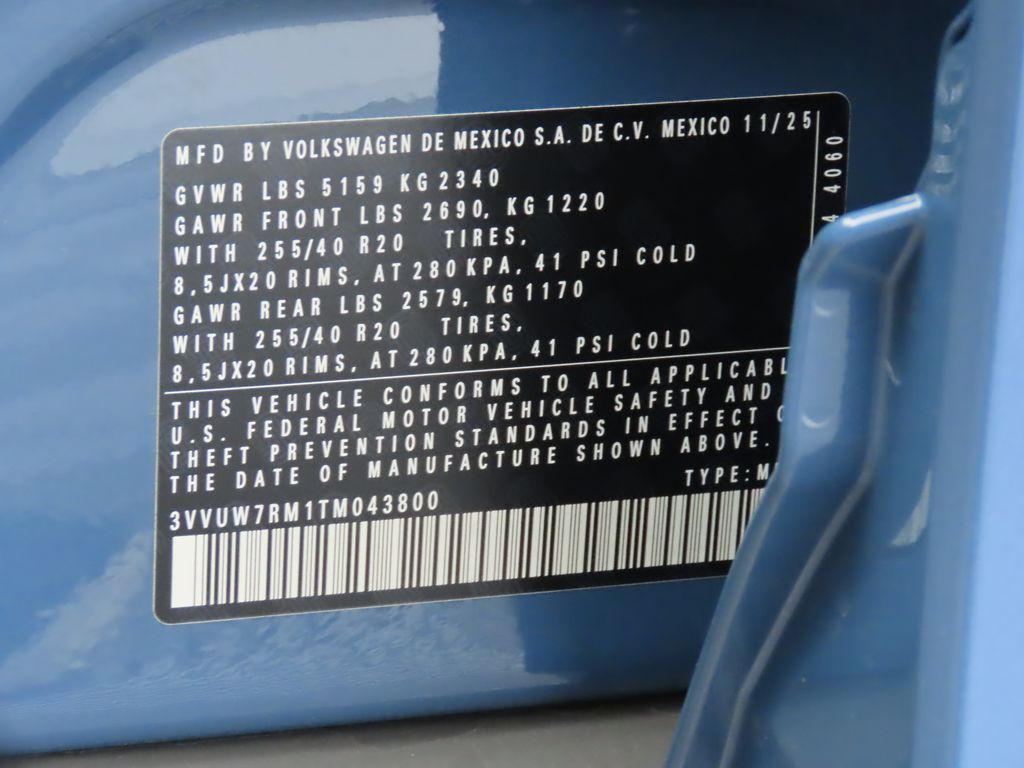 MFD BY VOLKSWAGEN DE MEXICO S.A. DE C.V. MEXICO 11/25
GVWR LBS 5159 KG 2340
GAWR FRONT LBS 2690, KG 1220
WITH 255/40 R20 TIRES,
8,5JX20 RIMS, AT 280 KPA, 41 PSI COLD
GAWR REAR LBS 2579, KG 1170
WITH 255/40 R20 TIRES,
8,5JX20 RIMS, AT 280 KPA, 41 PSI COLD
THIS VEHICLE CONFORMS TO ALL APPLICABL
U.S. FEDERAL MOTOR VEHICLE SAFETY AND
THEFT PREVENTION STANDARDS IN EFFECT
THE DATE OF MANUFACTURE SHOWN ABOVE.
TYPE:
3VVUW7RM1TM043800
4060